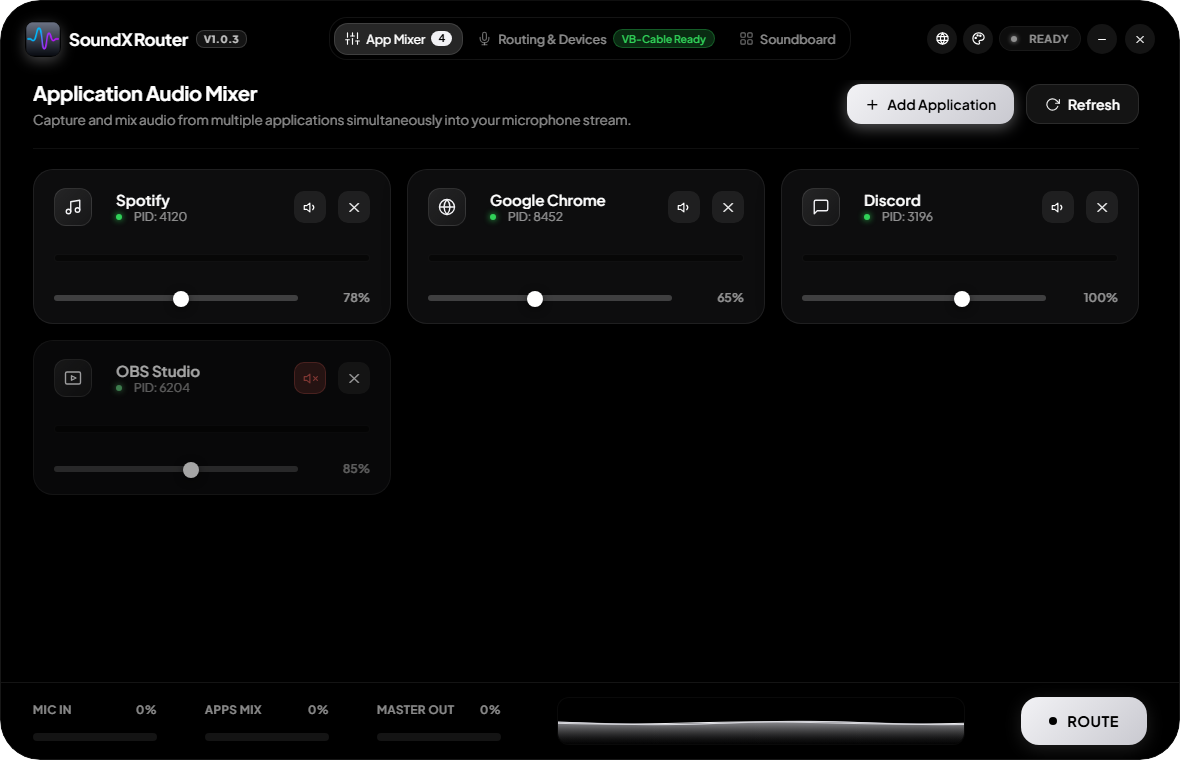 SoundXRouter V1.0.3 App Mixer 4 Routing & Devices VB-Cable Ready Soundboard READY
Application Audio Mixer
Capture and mix audio from multiple applications simultaneously into your microphone stream.
Add Application Refresh
Spotify
PID: 4120
78%
Google Chrome
PID: 8452
65%
Discord
PID: 3196
100%
OBS Studio
PID: 6204
85%
MIC IN 0% APPS MIX 0% MASTER OUT 0%
ROUTE